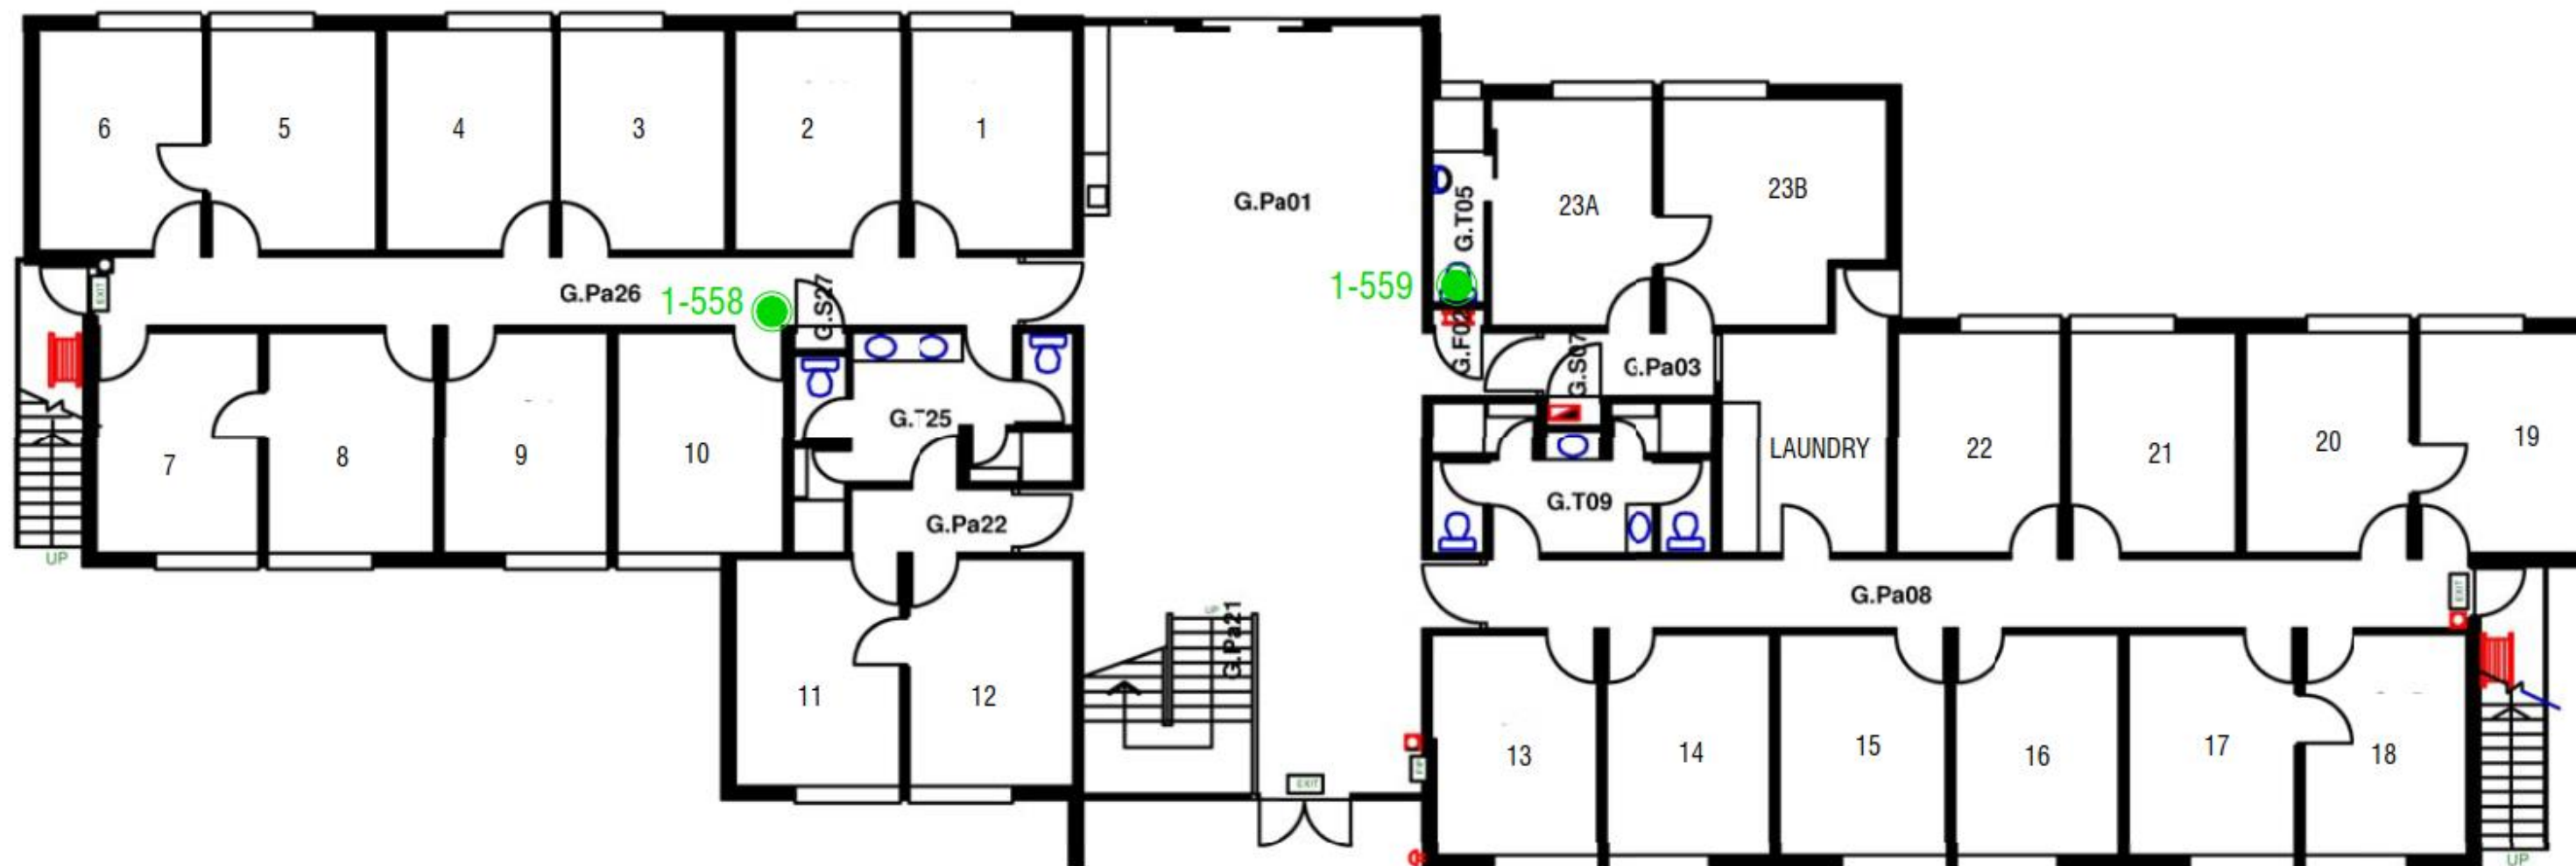 6
5
4
3
2
1
G.Pa01
G.T05
23A
23B
G.Pa26
1-558
G.S27
1-559
EXIT
G.F02
G.S07
G.Pa03
G.T25
7
8
9
10
G.T09
LAUNDRY
22
21
20
19
G.Pa22
UP
G.Pa08
EXIT
UP
G.Pa21
11
12
13
14
15
16
17
18
EXIT
UP